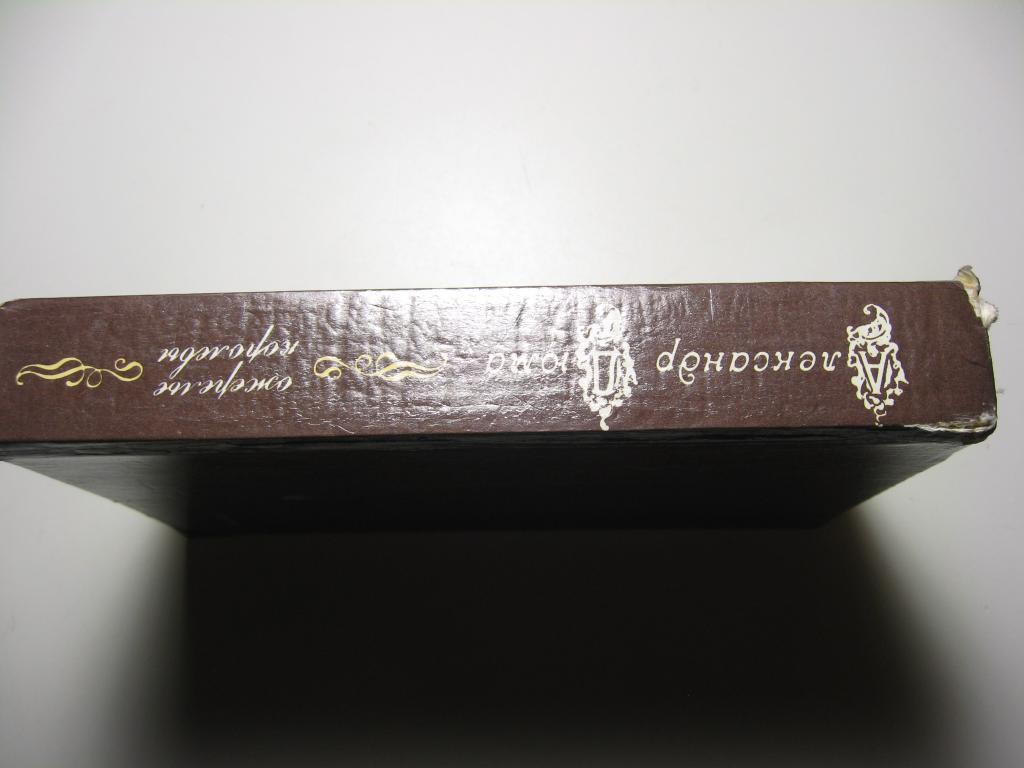 Александр Дюма
ожерелье
королевы